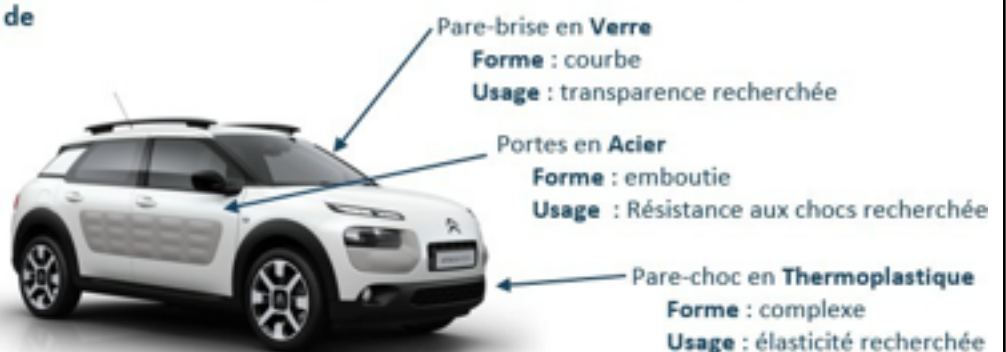 de
Pare-brise en Verre
Forme : courbe
Usage : transparence recherchée
Portes en Acier
Forme : emboutie
Usage : Résistance aux chocs recherchée
Pare-choc en Thermoplastique
Forme : complexe
Usage : élasticité recherchée